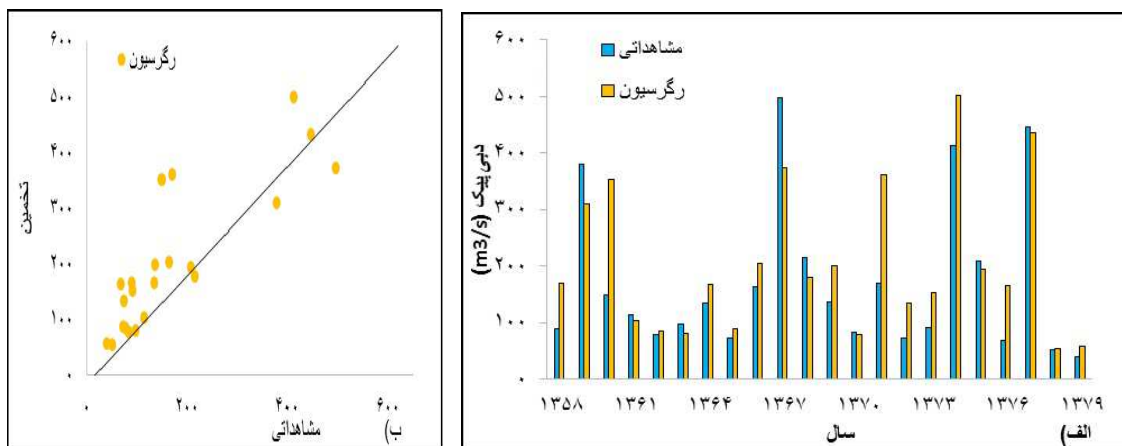 ۶۰۰
۵۰۰
۴۰۰
۳۰۰
۲۰۰
۱۰۰
۰
دبی پیک (m3/s)
مشاهداتی
رگرسیون
۱۳۵۸ ۱۳۶۱ ۱۳۶۴ ۱۳۶۷ ۱۳۷۰ ۱۳۷۳ ۱۳۷۶ ۱۳۷۹
سال
الف)
۶۰۰
۵۰۰
۴۰۰
۳۰۰
۲۰۰
۱۰۰
۰
تخمین
رگرسیون
۰ ۲۰۰ ۴۰۰ ۶۰۰
مشاهداتی
ب)